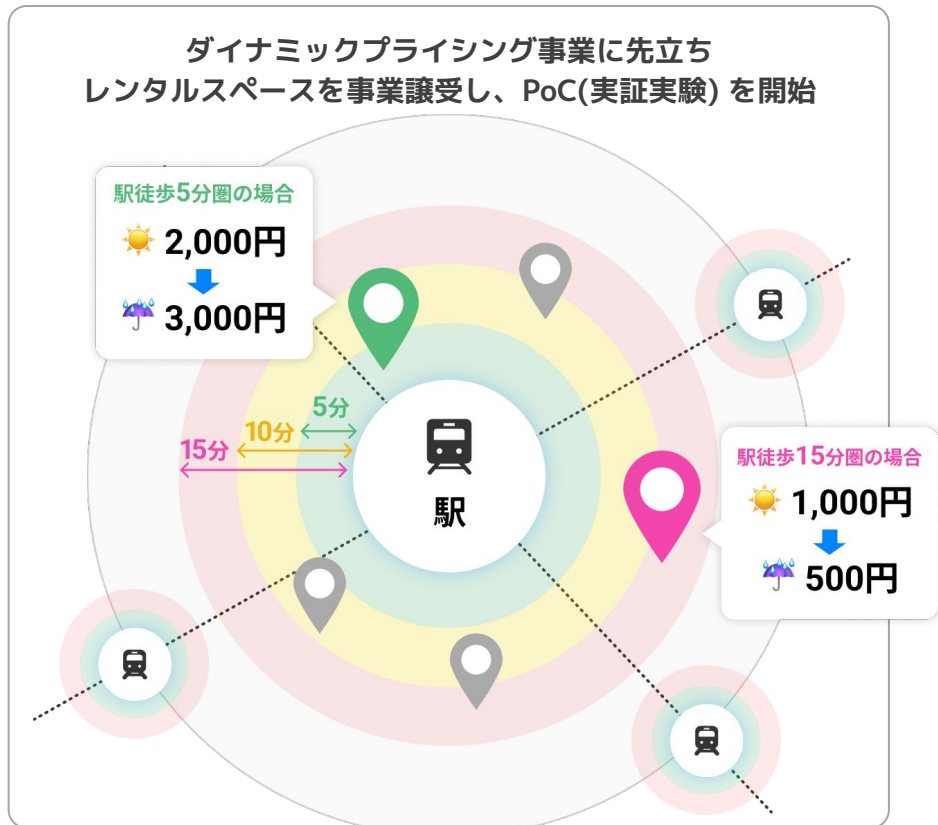 ダイナミックプライシング事業に先立ち
レンタルスペースを事業譲受し、PoC(実証実験) を開始
駅徒歩5分圏の場合
2,000円
3,000円
5分
10分
15分
駅
駅徒歩15分圏の場合
1,000円
500円